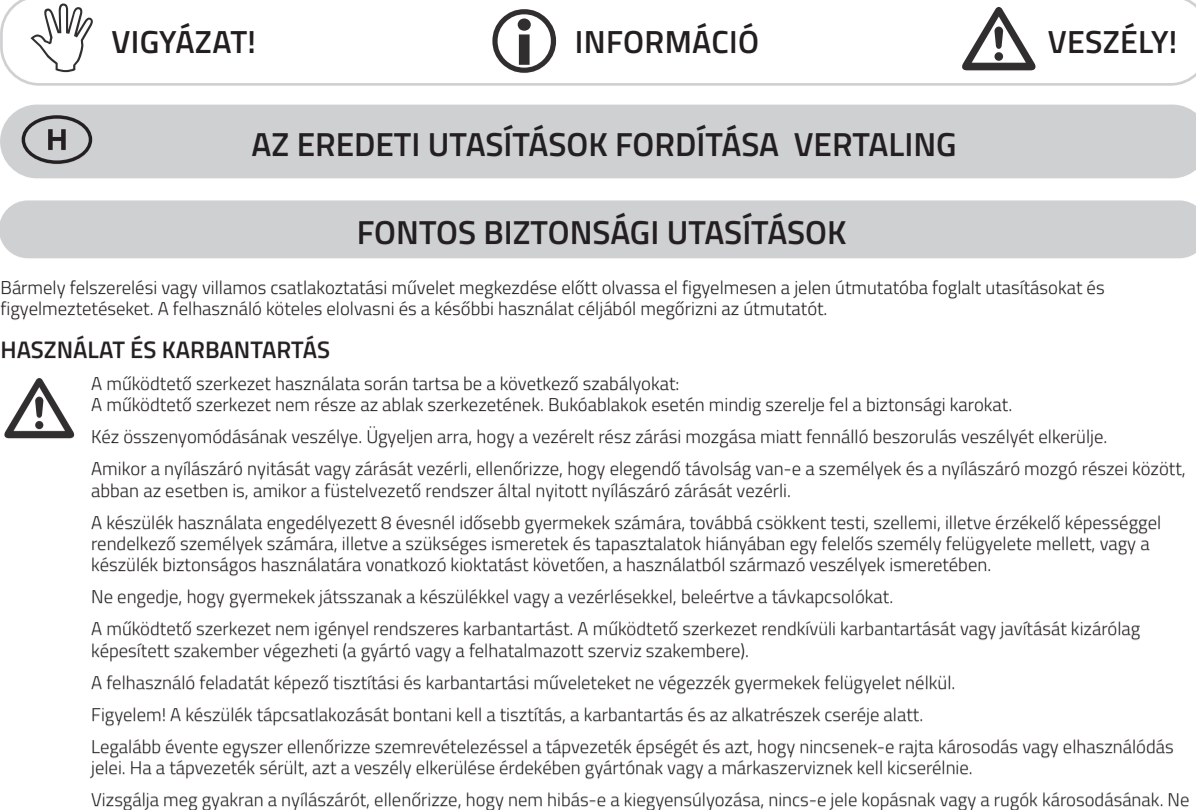 VIGYÁZAT!
INFORMÁCIÓ
VESZÉLY!
H
AZ EREDETI UTASÍTÁSOK FORDÍTÁSA VERTALING
FONTOS BIZTONSÁGI UTASÍTÁSOK
Bármely felszerelési vagy villamos csatlakoztatási művelet megkezdése előtt olvassa el figyelmesen a jelen útmutatóba foglalt utasításokat és
figyelmeztetéseket. A felhasználó köteles elolvasni és a későbbi használat céljából megőrizni az útmutatót.
HASZNÁLAT ÉS KARBANTARTÁS
A működtető szerkezet használata során tartsa be a következő szabályokat:
A működtető szerkezet nem része az ablak szerkezetének. Bukóablakok esetén mindig szerelje fel a biztonsági karokat.
Kéz összenyomódásának veszélye. Ügyeljen arra, hogy a vezérelt rész zárási mozgása miatt fennálló beszorulás veszélyét elkerülje.
Amikor a nyílászáró nyitását vagy zárását vezérli, ellenőrizze, hogy elegendő távolság van-e a személyek és a nyílászáró mozgó részei között,
abban az esetben is, amikor a füstelvezető rendszer által nyitott nyílászáró zárását vezérli.
A készülék használata engedélyezett 8 évesnél idősebb gyermekek számára, továbbá csökkent testi, szellemi, illetve érzékelő képességgel
rendelkező személyek számára, illetve a szükséges ismeretek és tapasztalatok hiányában egy felelős személy felügyelete mellett, vagy a
készülék biztonságos használatára vonatkozó kioktatást követően, a használatból származó veszélyek ismeretében.
Ne engedje, hogy gyermekek játsszanak a készülékkel vagy a vezérlésekkel, beleértve a távkapcsolókat.
A működtető szerkezet nem igényel rendszeres karbantartást. A működtető szerkezet rendkívüli karbantartását vagy javítását kizárólag
képesített szakember végezheti (a gyártó vagy a felhatalmazott szerviz szakembere).
A felhasználó feladatát képező tisztítási és karbantartási műveleteket ne végezzék gyermekek felügyelet nélkül.
Figyelem! A készülék tápcsatlakozását bontani kell a tisztítás, a karbantartás és az alkatrészek cseréje alatt.
Legalább évente egyszer ellenőrizze szemrevételezéssel a tápvezeték épségét és azt, hogy nincsenek-e rajta károsodás vagy elhasználódás
jelei. Ha a tápvezeték sérült, azt a veszély elkerülése érdekében gyártónak vagy a márkaszerviznek kell kicserélnie.
Vizsgálja meg gyakran a nyílászárót, ellenőrizze, hogy nem hibás-e a kiegyensúlyozása, nincs-e jele kopásnak vagy a rugók károsodásának. Ne